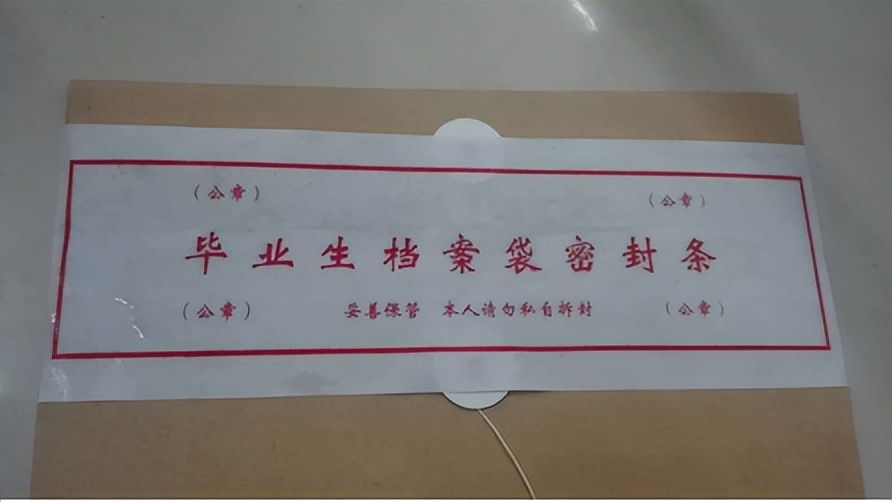 （公章） （公章）
毕业生档案袋密封条
（公章） 妥善保管 本人请勿私自拆封 （公章）